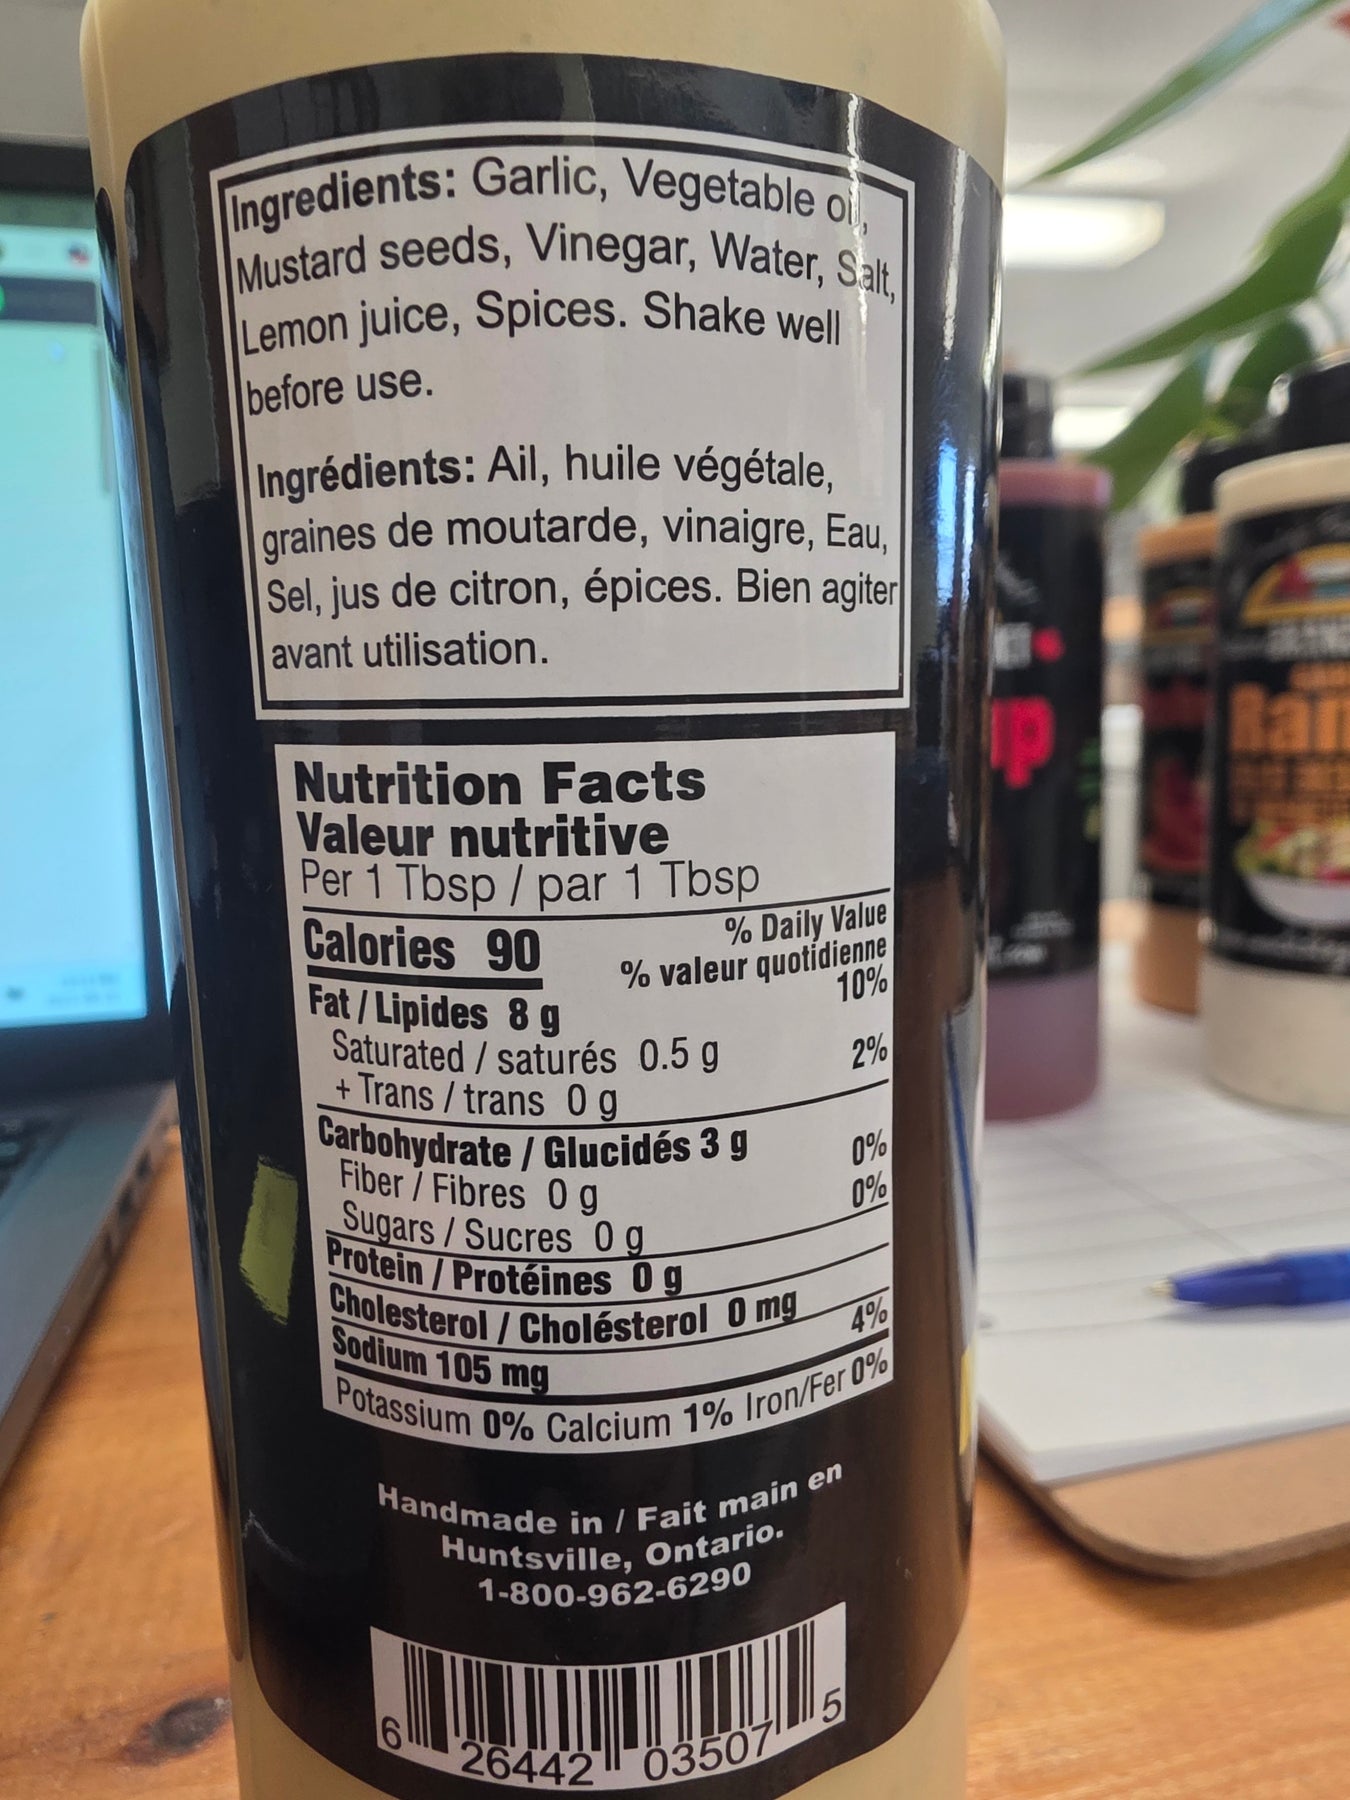 Ingredients: Garlic, Vegetable oil,
Mustard seeds, Vinegar, Water, Salt,
Lemon juice, Spices. Shake well
before use.
Ingrédients: Ail, huile végétale,
graines de moutarde, vinaigre, Eau,
Sel, jus de citron, épices. Bien agiter
avant utilisation.
Nutrition Facts
Valeur nutritive
Per 1 Tbsp / par 1 Tbsp
Calories 90 % Daily Value
% valeur quotidienne
Fat / Lipides 8 g 10%
Saturated / saturés 0.5 g 2%
+ Trans / trans 0 g
Carbohydrate / Glucidés 3 g
Fiber / Fibres 0 g 0%
Sugars / Sucres 0 g 0%
Protein / Protéines 0 g
Cholesterol / Choléstérol 0 mg
Sodium 105 mg 4%
Potassium 0% Calcium 1% Iron/Fer 0%
Handmade in / Fait main en
Huntsville, Ontario.
1-800-962-6290
6 26442 03507 5